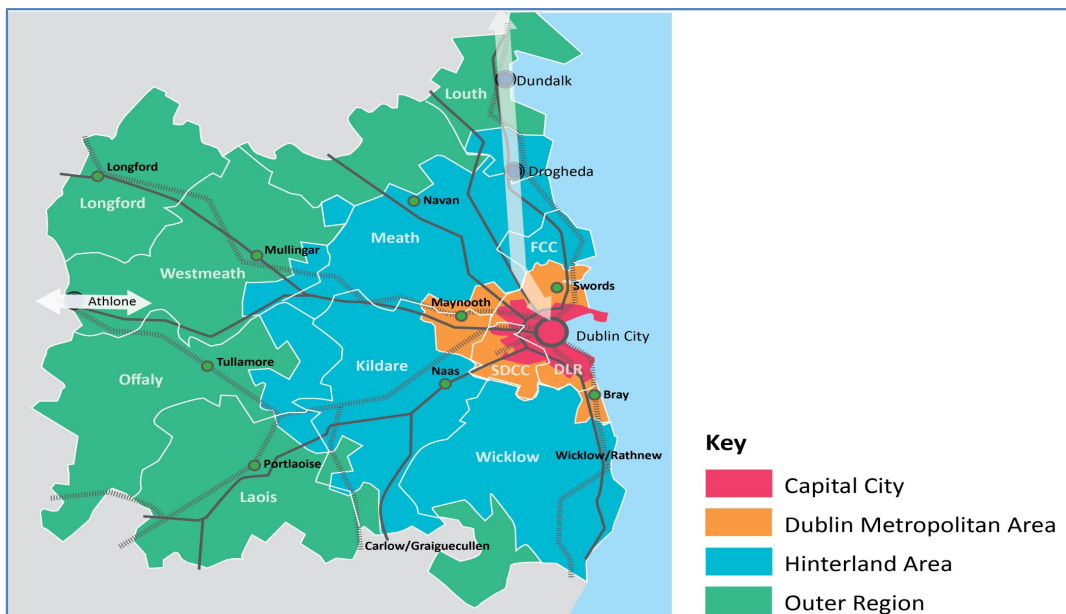 Dundalk
Louth
Drogheda
Longford
Longford
Navan
Meath
FCC
Mullingar
Westmeath
Swords
Athlone
Maynooth
Dublin City
Tullamore
Kildare
Offaly
Naas
SDCC
DLR
Bray
Wicklow
Wicklow/Rathnew
Portlaoise
Laois
Carlow/Graiguecullen
Key
Capital City
Dublin Metropolitan Area
Hinterland Area
Outer Region